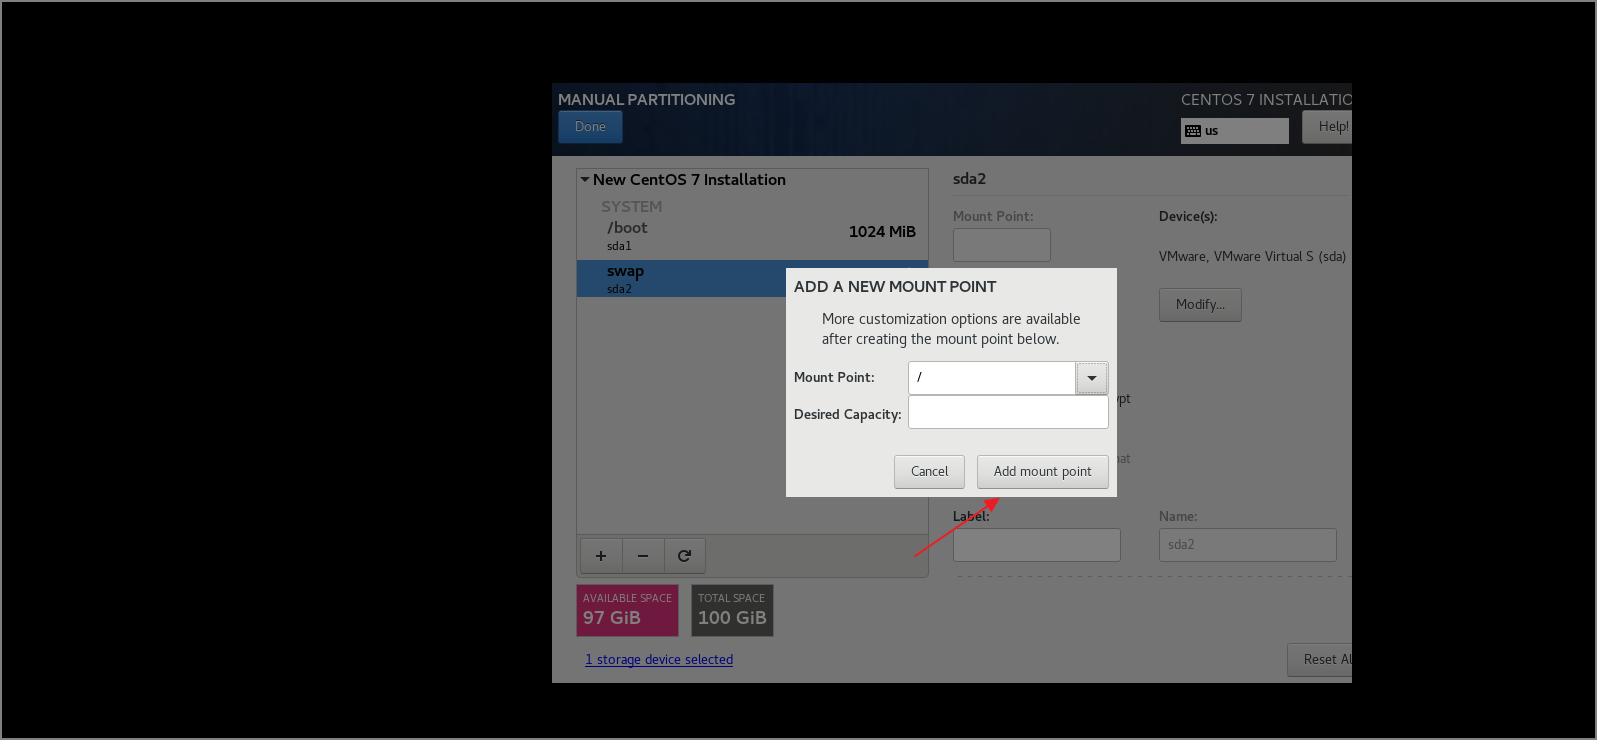 MANUAL PARTITIONING
CENTOS 7 INSTALLATIO
Done
us
Help!
New CentOS 7 Installation
SYSTEM
/boot
sda1
1024 MiB
swap
sda2
sda2
Mount Point:
Device(s):
VMware, VMware Virtual S (sda)
Modify...
ADD A NEW MOUNT POINT
More customization options are available
after creating the mount point below.
Mount Point:
/
Desired Capacity:
Cancel
Add mount point
ypt
at
Label:
Name:
sda2
+
-
AVAILABLE SPACE
97 GiB
TOTAL SPACE
100 GiB
1 storage device selected
Reset Al